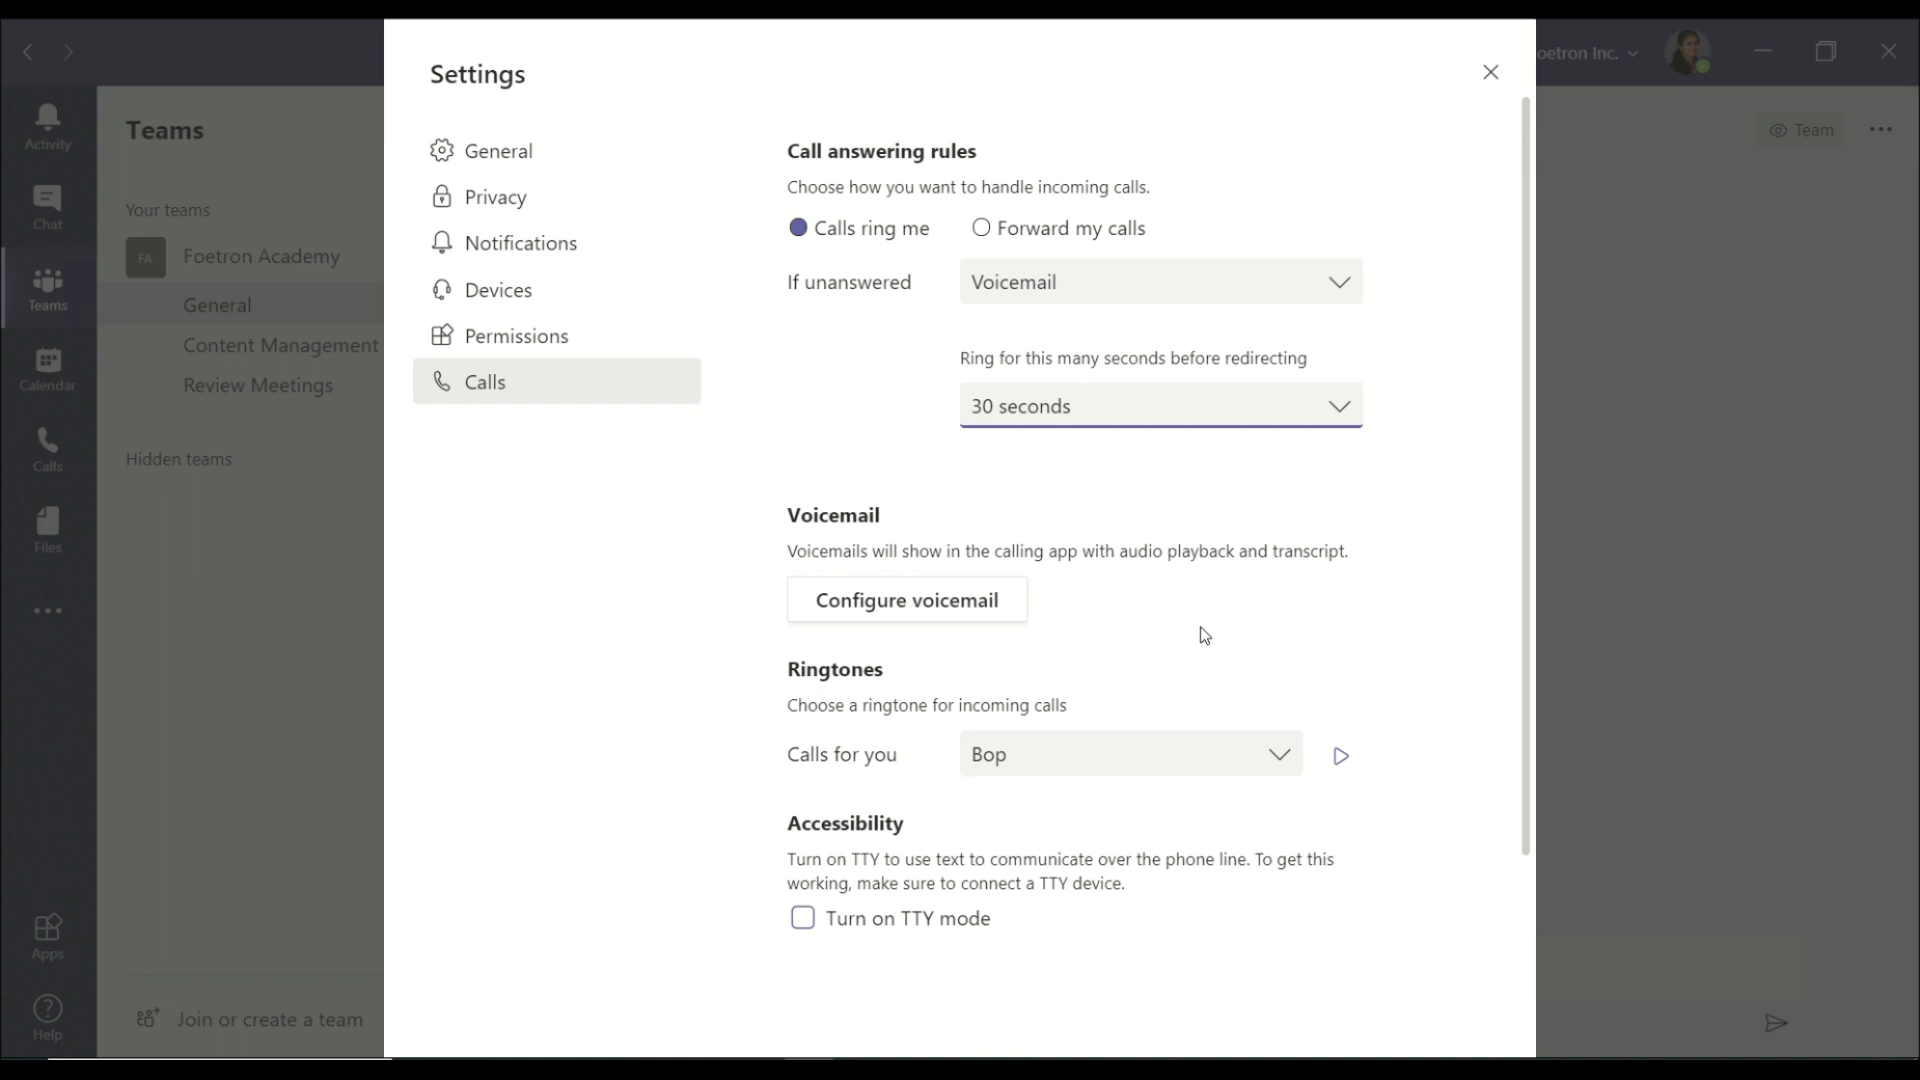 Settings
oetron Inc.
Activity
Chat
Teams
Calendar
Calls
Files
Apps
Help
Teams
Your teams
FA Foetron Academy
General
Content Management
Review Meetings
Hidden teams
Join or create a team
General
Privacy
Notifications
Devices
Permissions
Calls
Call answering rules
Choose how you want to handle incoming calls.
Calls ring me Forward my calls
If unanswered Voicemail
Ring for this many seconds before redirecting
30 seconds
Voicemail
Voicemails will show in the calling app with audio playback and transcript.
Configure voicemail
Ringtones
Choose a ringtone for incoming calls
Calls for you Bop
Accessibility
Turn on TTY to use text to communicate over the phone line. To get this
working, make sure to connect a TTY device.
Turn on TTY mode
Team